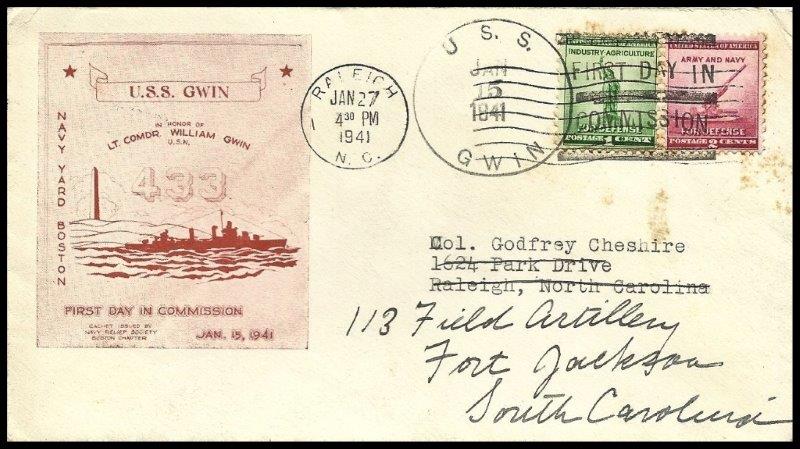 U.S.S. GWIN
IN HONOR OF
LT. COMDR. WILLIAM GWIN
U.S.N.
433
NAVY YARD BOSTON
FIRST DAY IN COMMISSION
CACHET ISSUED BY
NAVY RELIEF SOCIETY
BOSTON CHAPTER
JAN. 15, 1941
RALEIGH
JAN 27
4 30 PM
1941
N. C.
U. S. S.
JAN
15
1941
GWIN
FIRST DAY IN
COMMISSION
UNITED STATES OF AMERICA
INDUSTRY-AGRICULTURE
FOR DEFENSE
POSTAGE 1 CENT
UNITED STATES OF AMERICA
ARMY AND NAVY
FOR DEFENSE
POSTAGE 2 CENTS
Col. Godfrey Cheshire
1624 Park Drive
Raleigh, North Carolina
113 Field Artillery
Fort Jackson
South Carolina